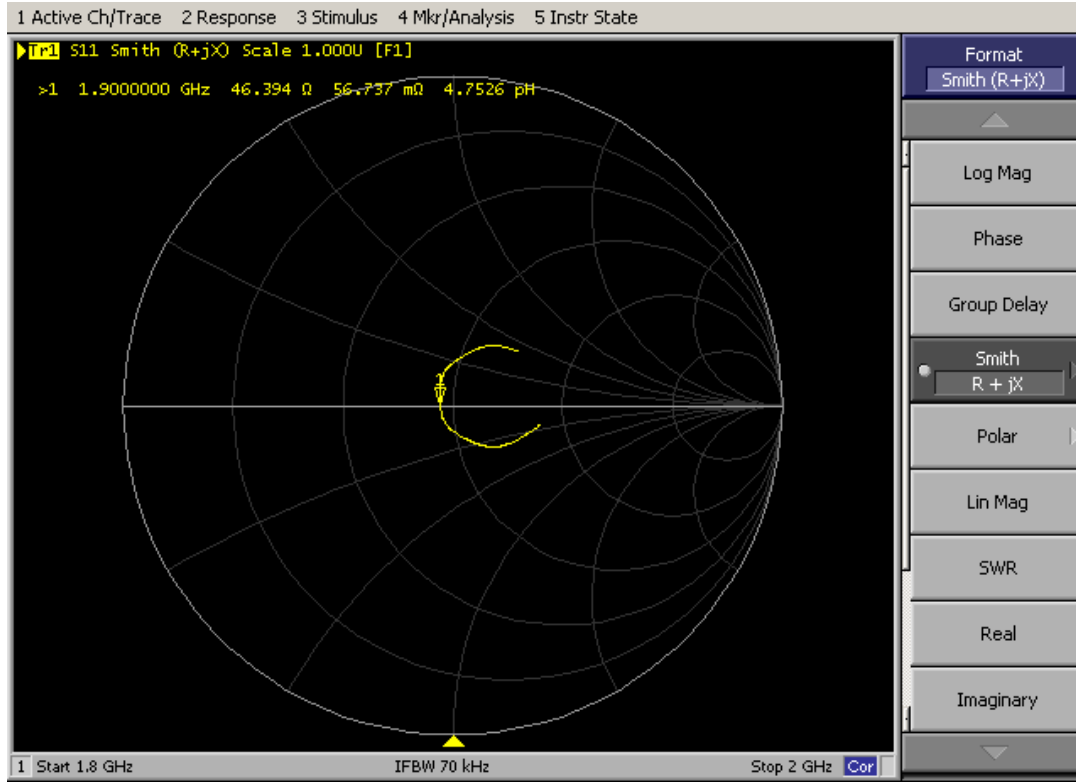 1 Active Ch/Trace 2 Response 3 Stimulus 4 Mkr/Analysis 5 Instr State
Tr1 S11 Smith (R+jX) Scale 1.000U [F1]
>1 1.9000000 GHz 46.394 Ω 56.737 mΩ 4.7526 pH
1
Format
Smith (R+jX)
Log Mag
Phase
Group Delay
Smith
R + jX
Polar
Lin Mag
SWR
Real
Imaginary
1 Start 1.8 GHz IFBW 70 kHz Stop 2 GHz Cor